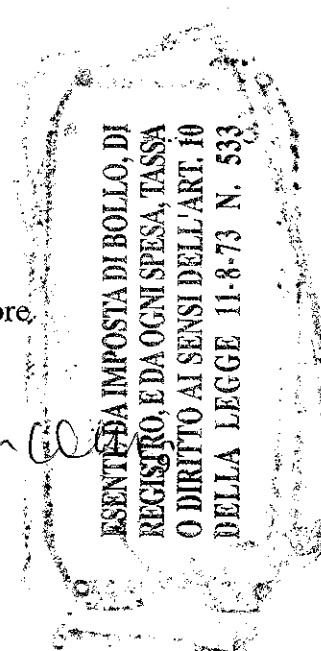 ESENTE DA IMPOSTA DI BOLLO, DI
REGISTRO, E DA OGNI SPESA, TASSA
O DIRITTO AI SENSI DELL'ART. 10
DELLA LEGGE 11-8-73 N. 533
ore